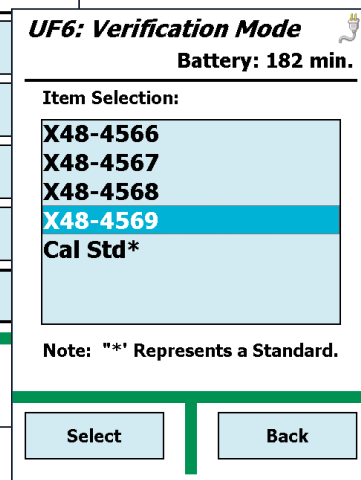 UF6: Verification Mode
Battery: 182 min.
Item Selection:
X48-4566
X48-4567
X48-4568
X48-4569
Cal Std*
Note: "*' Represents a Standard.
Select
Back